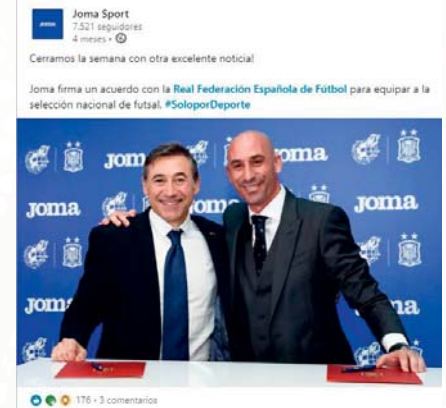 Joma Sport
7.521 seguidores
4 meses •
Cerramos la semana con otra excelente noticia!
Joma firma un acuerdo con la Real Federación Española de Fútbol para equipar a la
selección nacional de futsal. #SoloporDeporte
Joma
Joma
Joma
Joma
Joma
176 • 3 comentarios